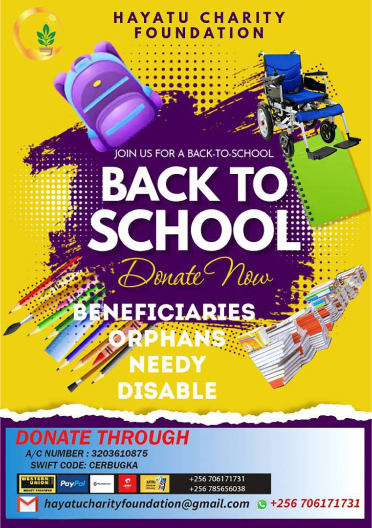 HAYATU CHARITY
FOUNDATION
JOIN US FOR A BACK-TO-SCHOOL
BACK TO
SCHOOL
Donate Now
BENEFICIARIES
ORPHANS
NEEDY
DISABLE
DONATE THROUGH
A/C NUMBER : 3203610875
SWIFT CODE: CERBUGKA
WESTERN UNION
PayPal
airtel
+256 706171731
+256 785656038
hayatucharityfoundation@gmail.com
+256 706171731